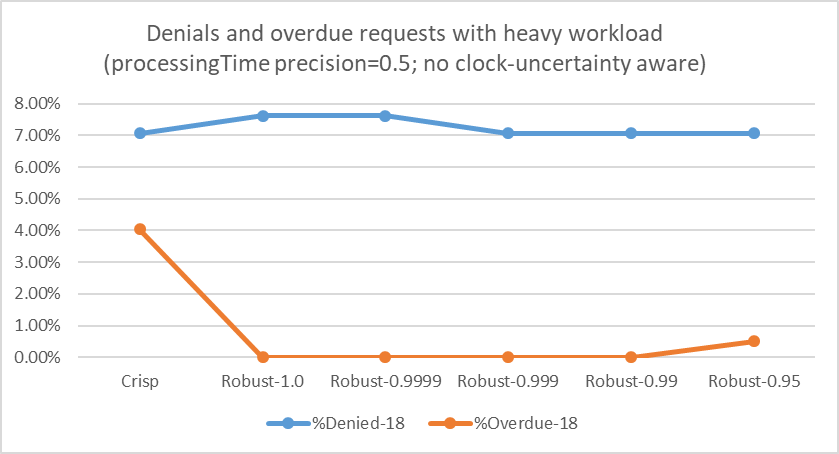 Denials and overdue requests with heavy workload
(processingTime precision=0.5; no clock-uncertainty aware)
8.00%
7.00%
6.00%
5.00%
4.00%
3.00%
2.00%
1.00%
0.00%
Crisp Robust-1.0 Robust-0.9999 Robust-0.999 Robust-0.99 Robust-0.95
%Denied-18 %Overdue-18